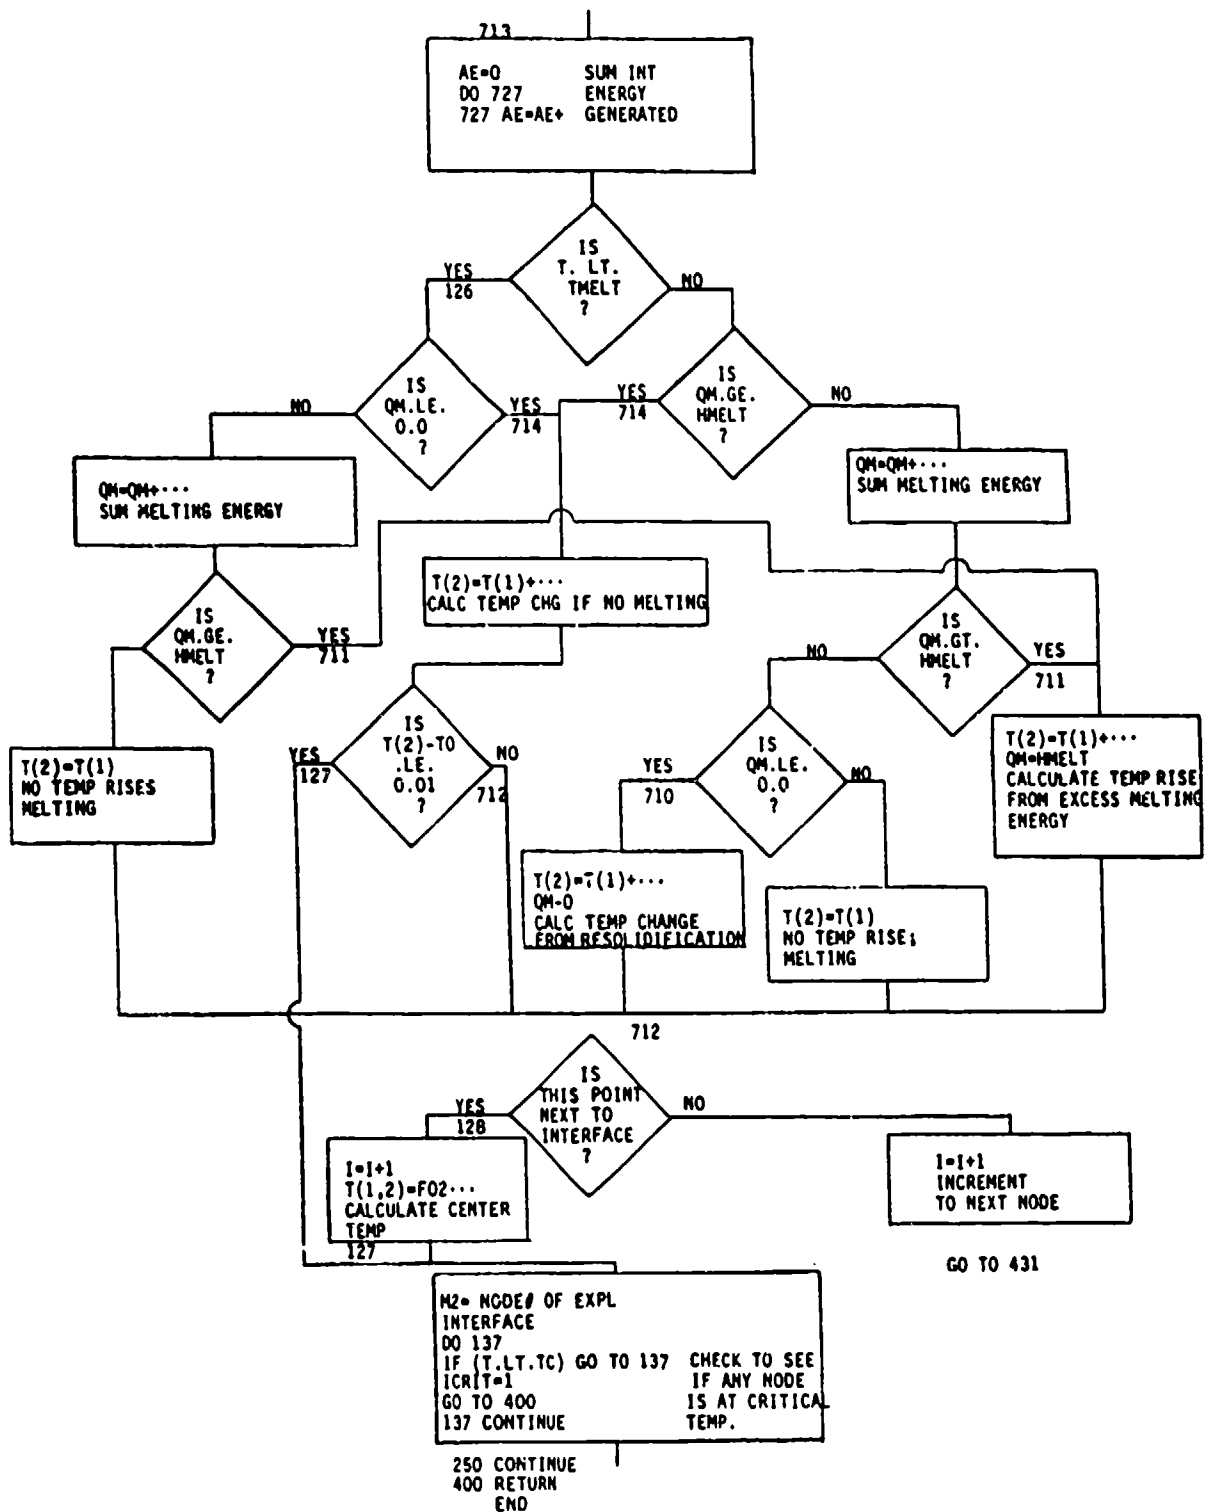 713
AE=0 SUM INT
DO 727 ENERGY
727 AE=AE+ GENERATED
IS
T. LT.
TMELT
?
YES
126
NO
IS
QM.LE.
0.0
?
NO
YES
714
IS
QM.GE.
HMELT
?
YES
714
NO
QM=QM+···
SUM MELTING ENERGY
QM=QM+···
SUM MELTING ENERGY
T(2)=T(1)+···
CALC TEMP CHG IF NO MELTING
IS
QM.GE.
HMELT
?
YES
711
IS
QM.GT.
HMELT
?
NO
YES
711
T(2)=T(1)
NO TEMP RISES
MELTING
IS
T(2)-TO
.LE.
0.01
?
YES
127
NO
712
IS
QM.LE.
0.0
?
YES
710
NO
T(2)=T(1)+···
QM=HMELT
CALCULATE TEMP RISE
FROM EXCESS MELTING
ENERGY
T(2)=T(1)+···
QM-0
CALC TEMP CHANGE
FROM RESOLIDIFICATION
T(2)=T(1)
NO TEMP RISE;
MELTING
712
IS
THIS POINT
NEXT TO
INTERFACE
?
YES
128
NO
I=I+1
T(1,2)=FO2···
CALCULATE CENTER
TEMP
127
I=I+1
INCREMENT
TO NEXT NODE
GO TO 431
M2= NODE# OF EXPL
INTERFACE
DO 137
IF (T.LT.TC) GO TO 137 CHECK TO SEE
ICRIT=1 IF ANY NODE
GO TO 400 IS AT CRITICAL
137 CONTINUE TEMP.
250 CONTINUE
400 RETURN
END